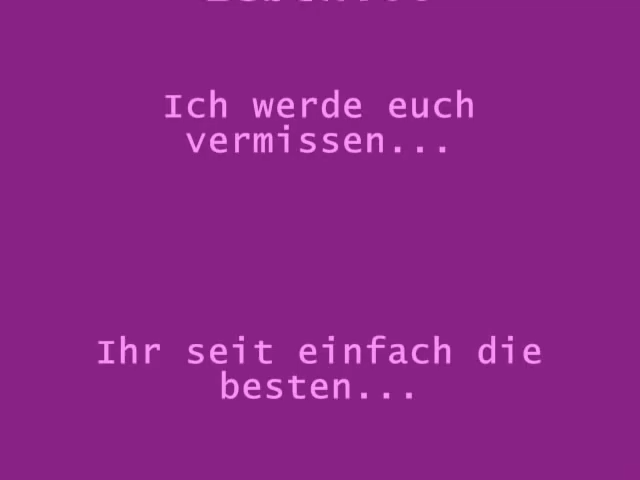 Ich werde euch
vermissen...
Ihr seit einfach die
besten...